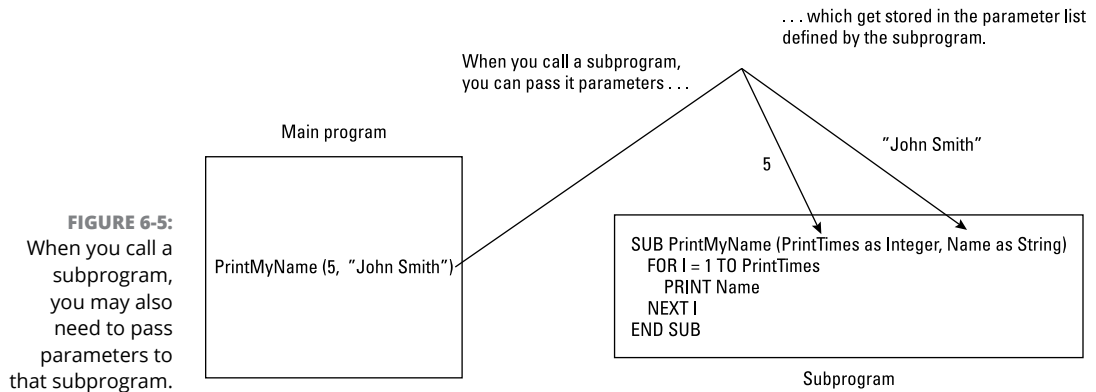 . . . which get stored in the parameter list
defined by the subprogram.
When you call a subprogram,
you can pass it parameters . . .
Main program
"John Smith"
5
FIGURE 6-5:
When you call a
subprogram,
you may also
need to pass
parameters to
that subprogram.
PrintMyName (5, "John Smith")
SUB PrintMyName (PrintTimes as Integer, Name as String)
FOR I = 1 TO PrintTimes
PRINT Name
NEXT I
END SUB
Subprogram